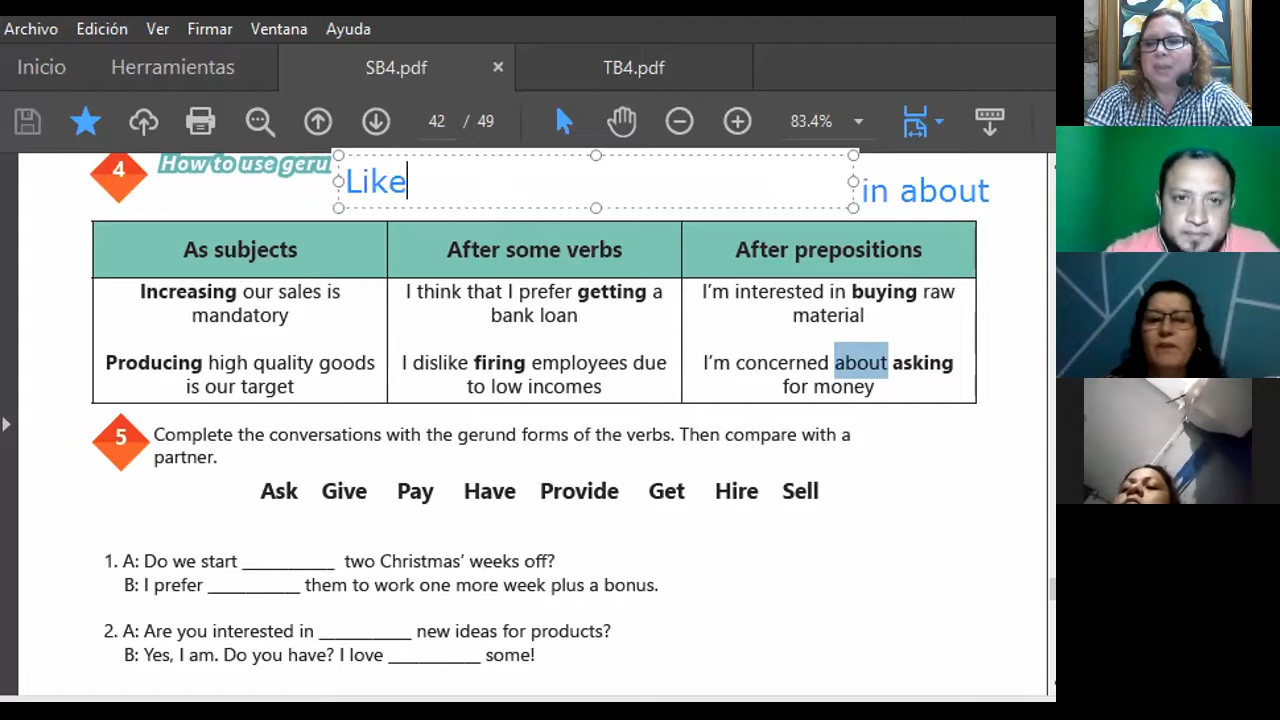 Archivo Edición Ver Firmar Ventana Ayuda
Inicio Herramientas SB4.pdf × TB4.pdf
42 / 49 83.4%
4 How to use geru
Like
in about
As subjects After some verbs After prepositions
Increasing our sales is mandatory
Producing high quality goods is our target
I think that I prefer getting a bank loan
I dislike firing employees due to low incomes
I'm interested in buying raw material
I'm concerned about asking for money
5 Complete the conversations with the gerund forms of the verbs. Then compare with a
partner.
Ask Give Pay Have Provide Get Hire Sell
1. A: Do we start __________ two Christmas' weeks off?
B: I prefer __________ them to work one more week plus a bonus.
2. A: Are you interested in __________ new ideas for products?
B: Yes, I am. Do you have? I love __________ some!